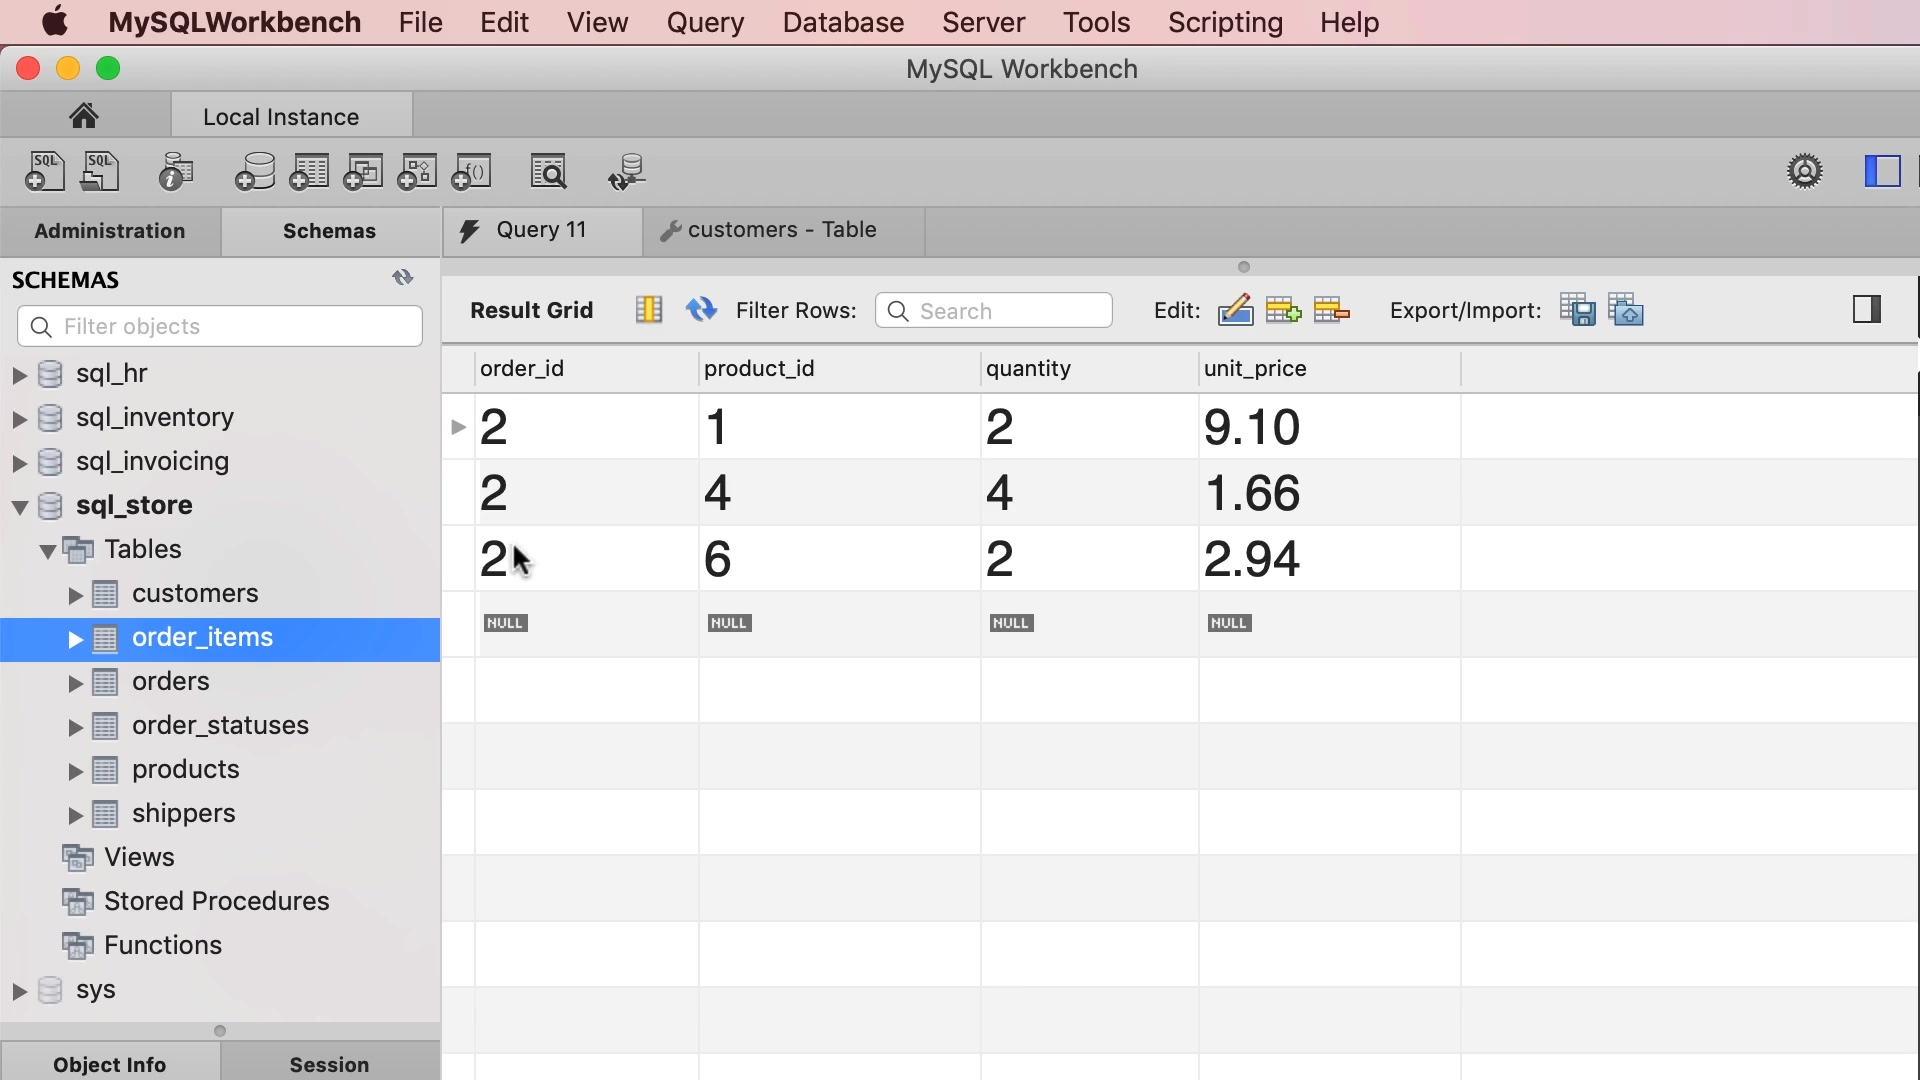 MySQLWorkbench File Edit View Query Database Server Tools Scripting Help
MySQL Workbench
Local Instance
SQL SQL
Administration Schemas Query 11 customers - Table
SCHEMAS
Filter objects
Result Grid Filter Rows: Search Edit: Export/Import:
order_id product_id quantity unit_price
2 1 2 9.10
2 4 4 1.66
2 6 2 2.94
NULL NULL NULL NULL
sql_hr
sql_inventory
sql_invoicing
sql_store
Tables
customers
order_items
orders
order_statuses
products
shippers
Views
Stored Procedures
Functions
sys
Object Info Session